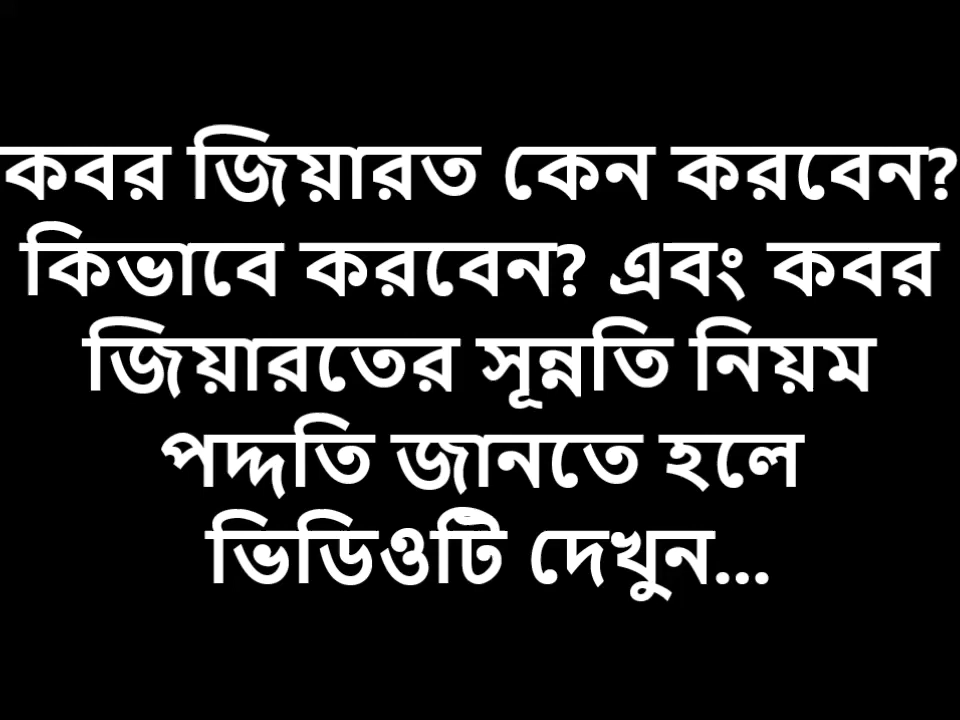 কবর জিয়ারত কেন করবেন?
কিভাবে করবেন? এবং কবর
জিয়ারতের সূন্নতি নিয়ম
পদ্দতি জানতে হলে
ভিডিওটি দেখুন...